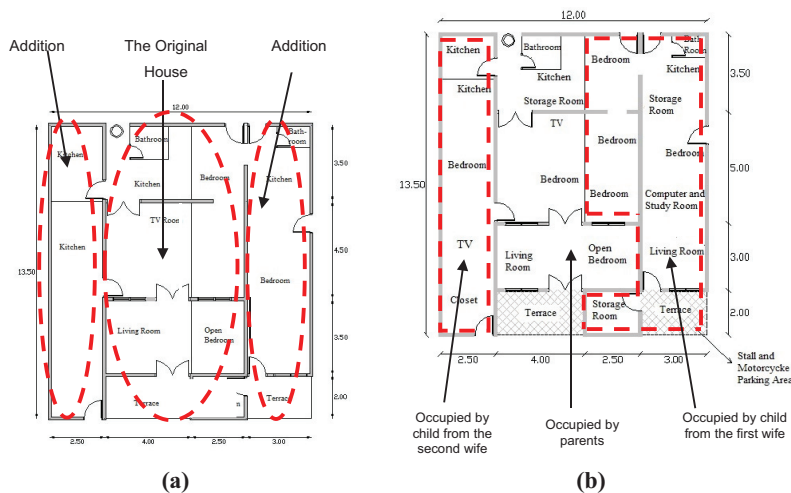 Addition
The Original
House
Addition
12.00
Bathroom
Bath-
room
Kitchen
Kitchen
Bedroom
Kitchen
TV Room
Kitchen
Bedroom
Living Room
Open
Bedroom
Terrace
Terrace
13.50
3.50
4.50
3.50
2.00
2.50
4.00
2.50
3.00
(a)
(b)
12.00
Kitchen
Bathroom
Bedroom
Bath
Room
Kitchen
Kitchen
Kitchen
Storage Room
Storage
Room
TV
Bedroom
Bedroom
Bedroom
Bedroom
Bedroom
Computer and
Study Room
TV
Living
Room
Open
Bedroom
Living Room
Closet
Terrace
Storage
Room
Terrace
13.50
3.50
5.00
3.00
2.00
2.50
4.00
2.50
3.00
Stall and
Motorcycke
Parking Area
Occupied by
child from the
second wife
Occupied by
parents
Occupied by child
from the first wife